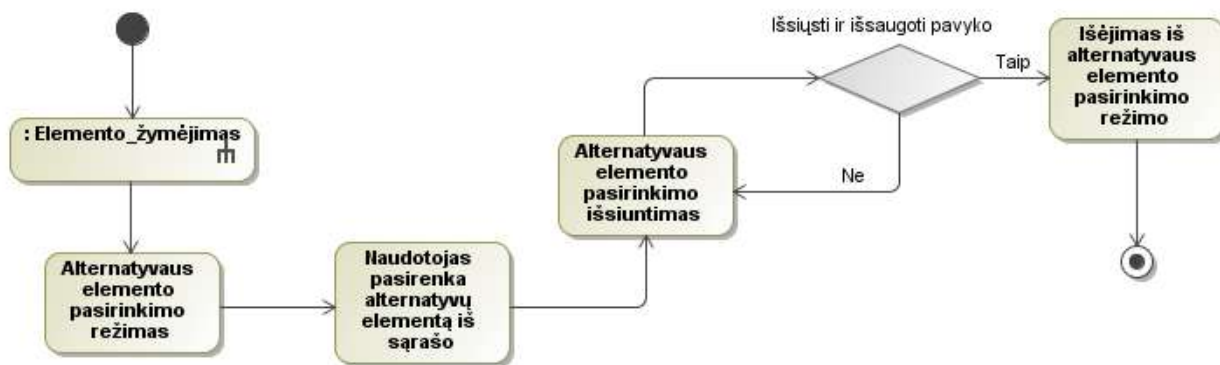 : Elemento_žymėjimas
Alternatyvaus
elemento
pasirinkimo
režimas
Naudotojas
pasirenka
alternatyvų
elementą iš
sąrašo
Alternatyvaus
elemento
pasirinkimo
išsiuntimas
Išsiųsti ir išsaugoti pavyko
Ne
Taip
Išėjimas iš
alternatyvaus
elemento
pasirinkimo
režimo